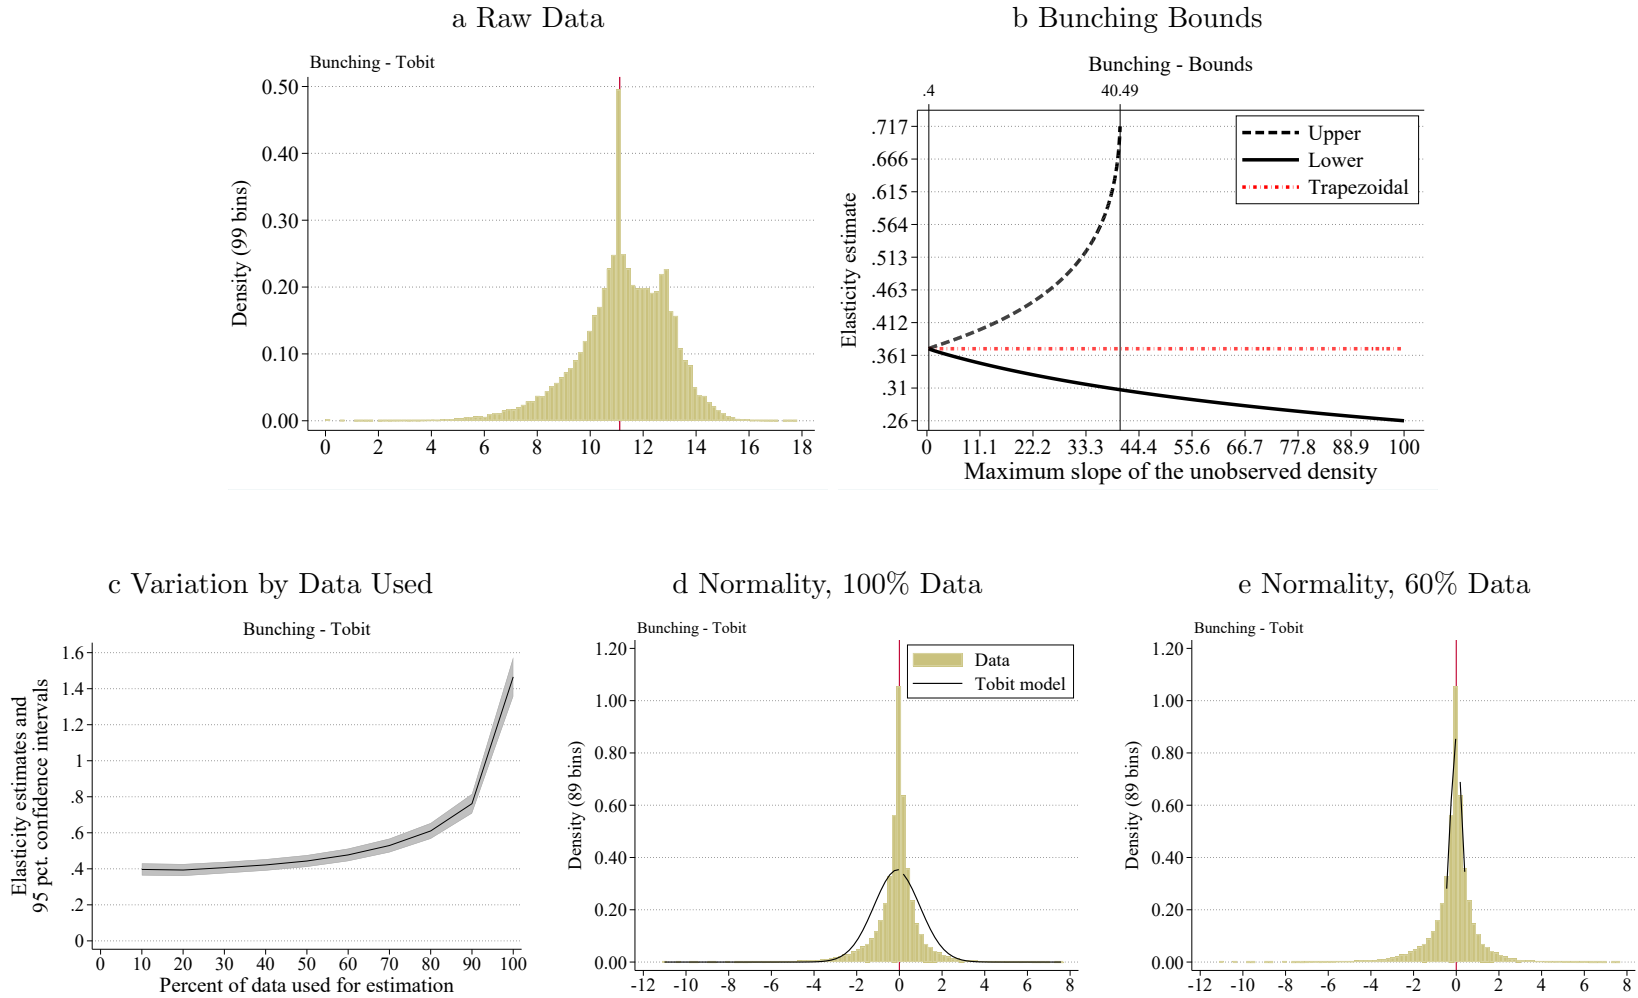 a Raw Data
Bunching - Tobit
Density (99 bins)
0.50
0.40
0.30
0.20
0.10
0.00
0 2 4 6 8 10 12 14 16 18
b Bunching Bounds
Bunching - Bounds
.4 40.49
Elasticity estimate
.717
.666
.615
.564
.513
.463
.412
.361
.31
.26
Upper
Lower
Trapezoidal
0 11.1 22.2 33.3 44.4 55.6 66.7 77.8 88.9 100
Maximum slope of the unobserved density
c Variation by Data Used
Bunching - Tobit
Elasticity estimates and
95 pct. confidence intervals
1.6
1.4
1.2
1
.8
.6
.4
.2
0
0 10 20 30 40 50 60 70 80 90 100
Percent of data used for estimation
d Normality, 100% Data
Bunching - Tobit
Density (89 bins)
1.20
1.00
0.80
0.60
0.40
0.20
0.00
Data
Tobit model
-12 -10 -8 -6 -4 -2 0 2 4 6 8
e Normality, 60% Data
Bunching - Tobit
Density (89 bins)
1.20
1.00
0.80
0.60
0.40
0.20
0.00
-12 -10 -8 -6 -4 -2 0 2 4 6 8